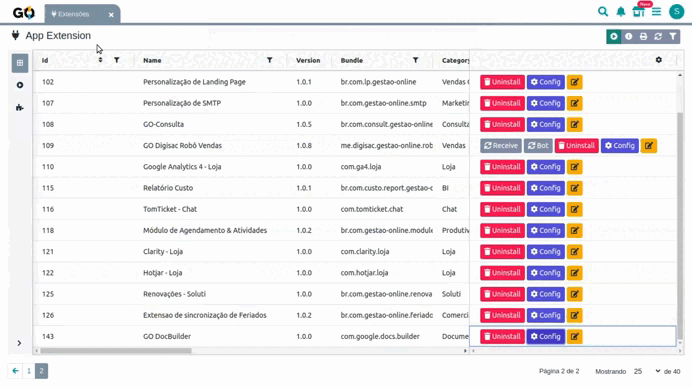 GO Extensões × Novo S
App Extension
Id Name Version Bundle Category
102 Personalização de Landing Page 1.0.1 br.com.lp.gestao-online Vendas Uninstall Config
107 Personalização de SMTP 1.0.0 br.com.gestao-online.smtp Marketin Uninstall Config
108 GO-Consulta 1.0.5 br.com.gestao-online.consulta Consulta Uninstall Config
109 GO Digisac Robô Vendas 1.0.8 me.digisac.gestao-online.rob Vendas Receive Bot Uninstall Config
110 Google Analytics 4 - Loja 1.0.0 com.ga4.loja Loja Uninstall Config
115 Relatório Custo 1.0.1 br.com.custo.report.gestao-c BI Uninstall Config
116 TomTicket - Chat 1.0.0 com.tomticket.chat Chat Uninstall Config
118 Módulo de Agendamento & Atividades 1.0.2 br.com.gestao-online.module Produtiv Uninstall Config
121 Clarity - Loja 1.0.0 com.clarity.loja Loja Uninstall Config
122 Hotjar - Loja 1.0.0 com.hotjar.loja Loja Uninstall Config
125 Renovações - Soluti 1.0.0 br.com.gestao-online.renova Soluti Uninstall Config
126 Extensao de sincronização de Feriados 1.0.2 br.com.gestao-online.feriado Comerci Uninstall Config
143 GO DocBuilder 1.0.0 com.google.docs.builder Docume Uninstall Config
1 2 Página 2 de 2 Mostrando 25 de 40